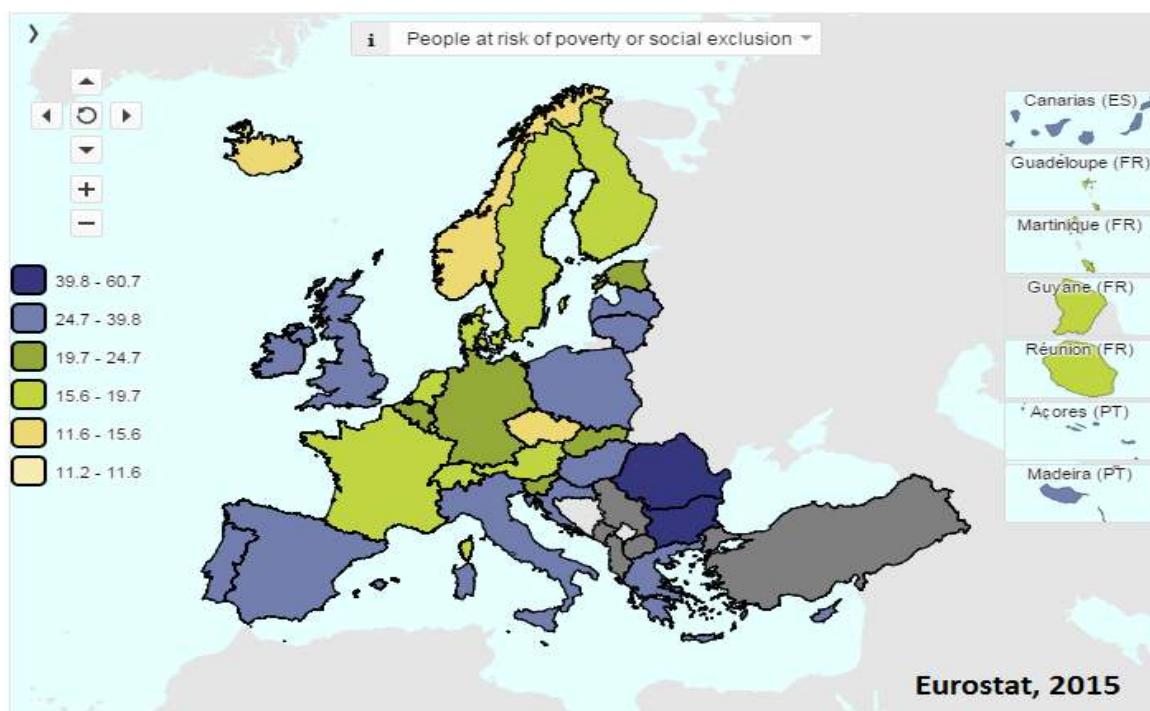 i People at risk of poverty or social exclusion
39.8 - 60.7
24.7 - 39.8
19.7 - 24.7
15.6 - 19.7
11.6 - 15.6
11.2 - 11.6
Canarias (ES)
Guadeloupe (FR)
Martinique (FR)
Guyane (FR)
Réunion (FR)
Açores (PT)
Madeira (PT)
Eurostat, 2015